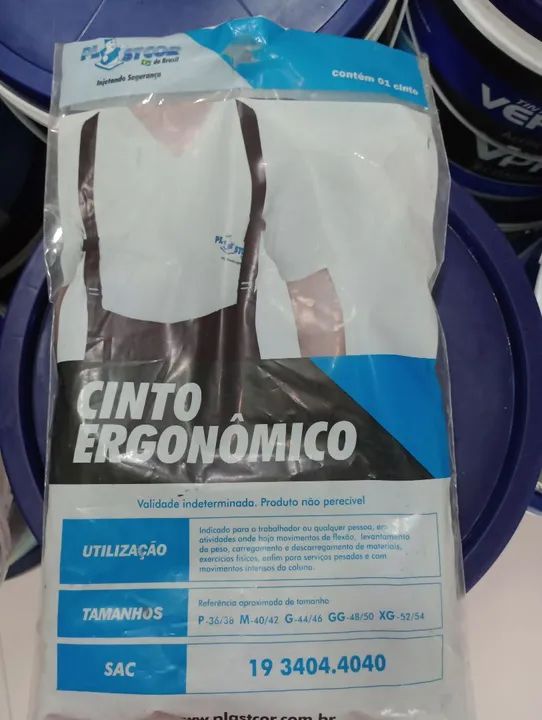 PLASTCOR
do Brasil
Injetando Segurança
contém 01 cinto
PLASTCOR
CINTO
ERGONÔMICO
Validade indeterminada. Produto não perecivel
UTILIZAÇÃO
Indicado para o trabalhador ou qualquer pessoa, em
atividades onde haja movimentos de flexão, levantamento
de peso, carregamento e descarregamento de materiais,
exercícios físicos, enfim para serviços pesados e com
movimentos intensos da coluna.
TAMANHOS
Referência aproximada de tamanho
P-36/38 M-40/42 G-44/46 GG-48/50 XG-52/54
SAC
19 3404.4040
www.plastcor.com.br